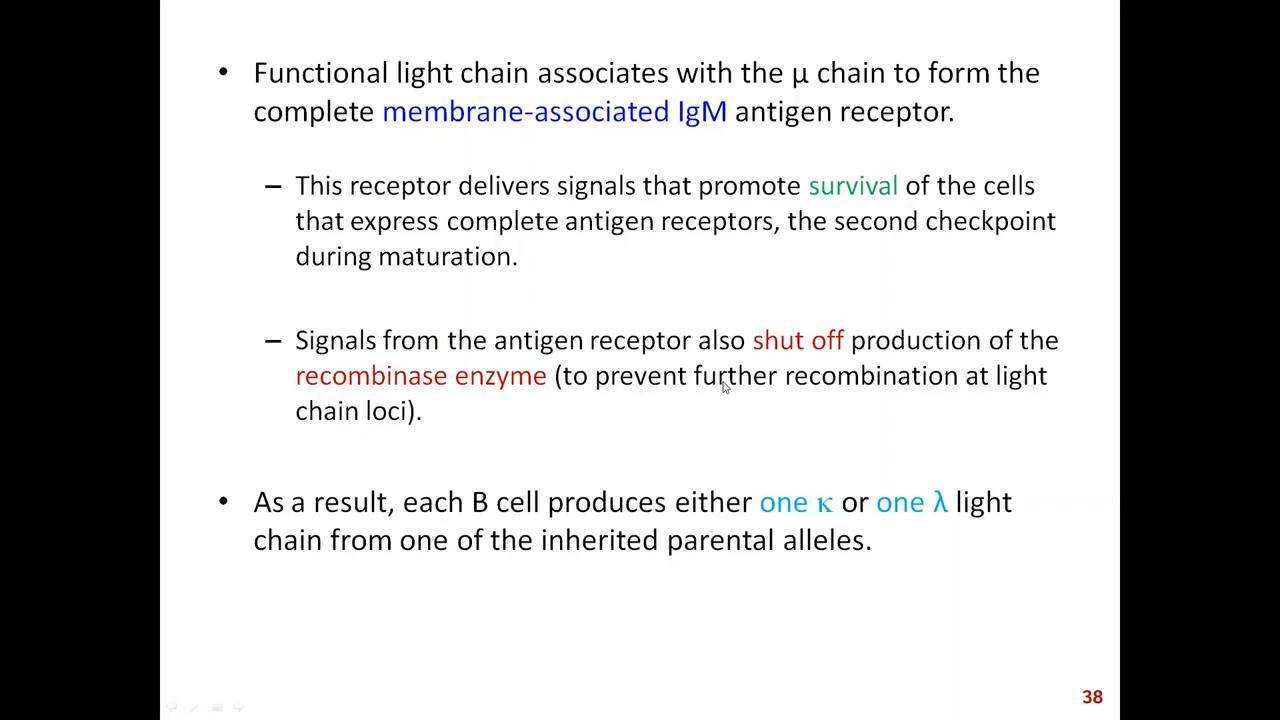 • Functional light chain associates with the μ chain to form the
complete membrane-associated IgM antigen receptor.
– This receptor delivers signals that promote survival of the cells
that express complete antigen receptors, the second checkpoint
during maturation.
– Signals from the antigen receptor also shut off production of the
recombinase enzyme (to prevent further recombination at light
chain loci).
• As a result, each B cell produces either one κ or one λ light
chain from one of the inherited parental alleles.
38